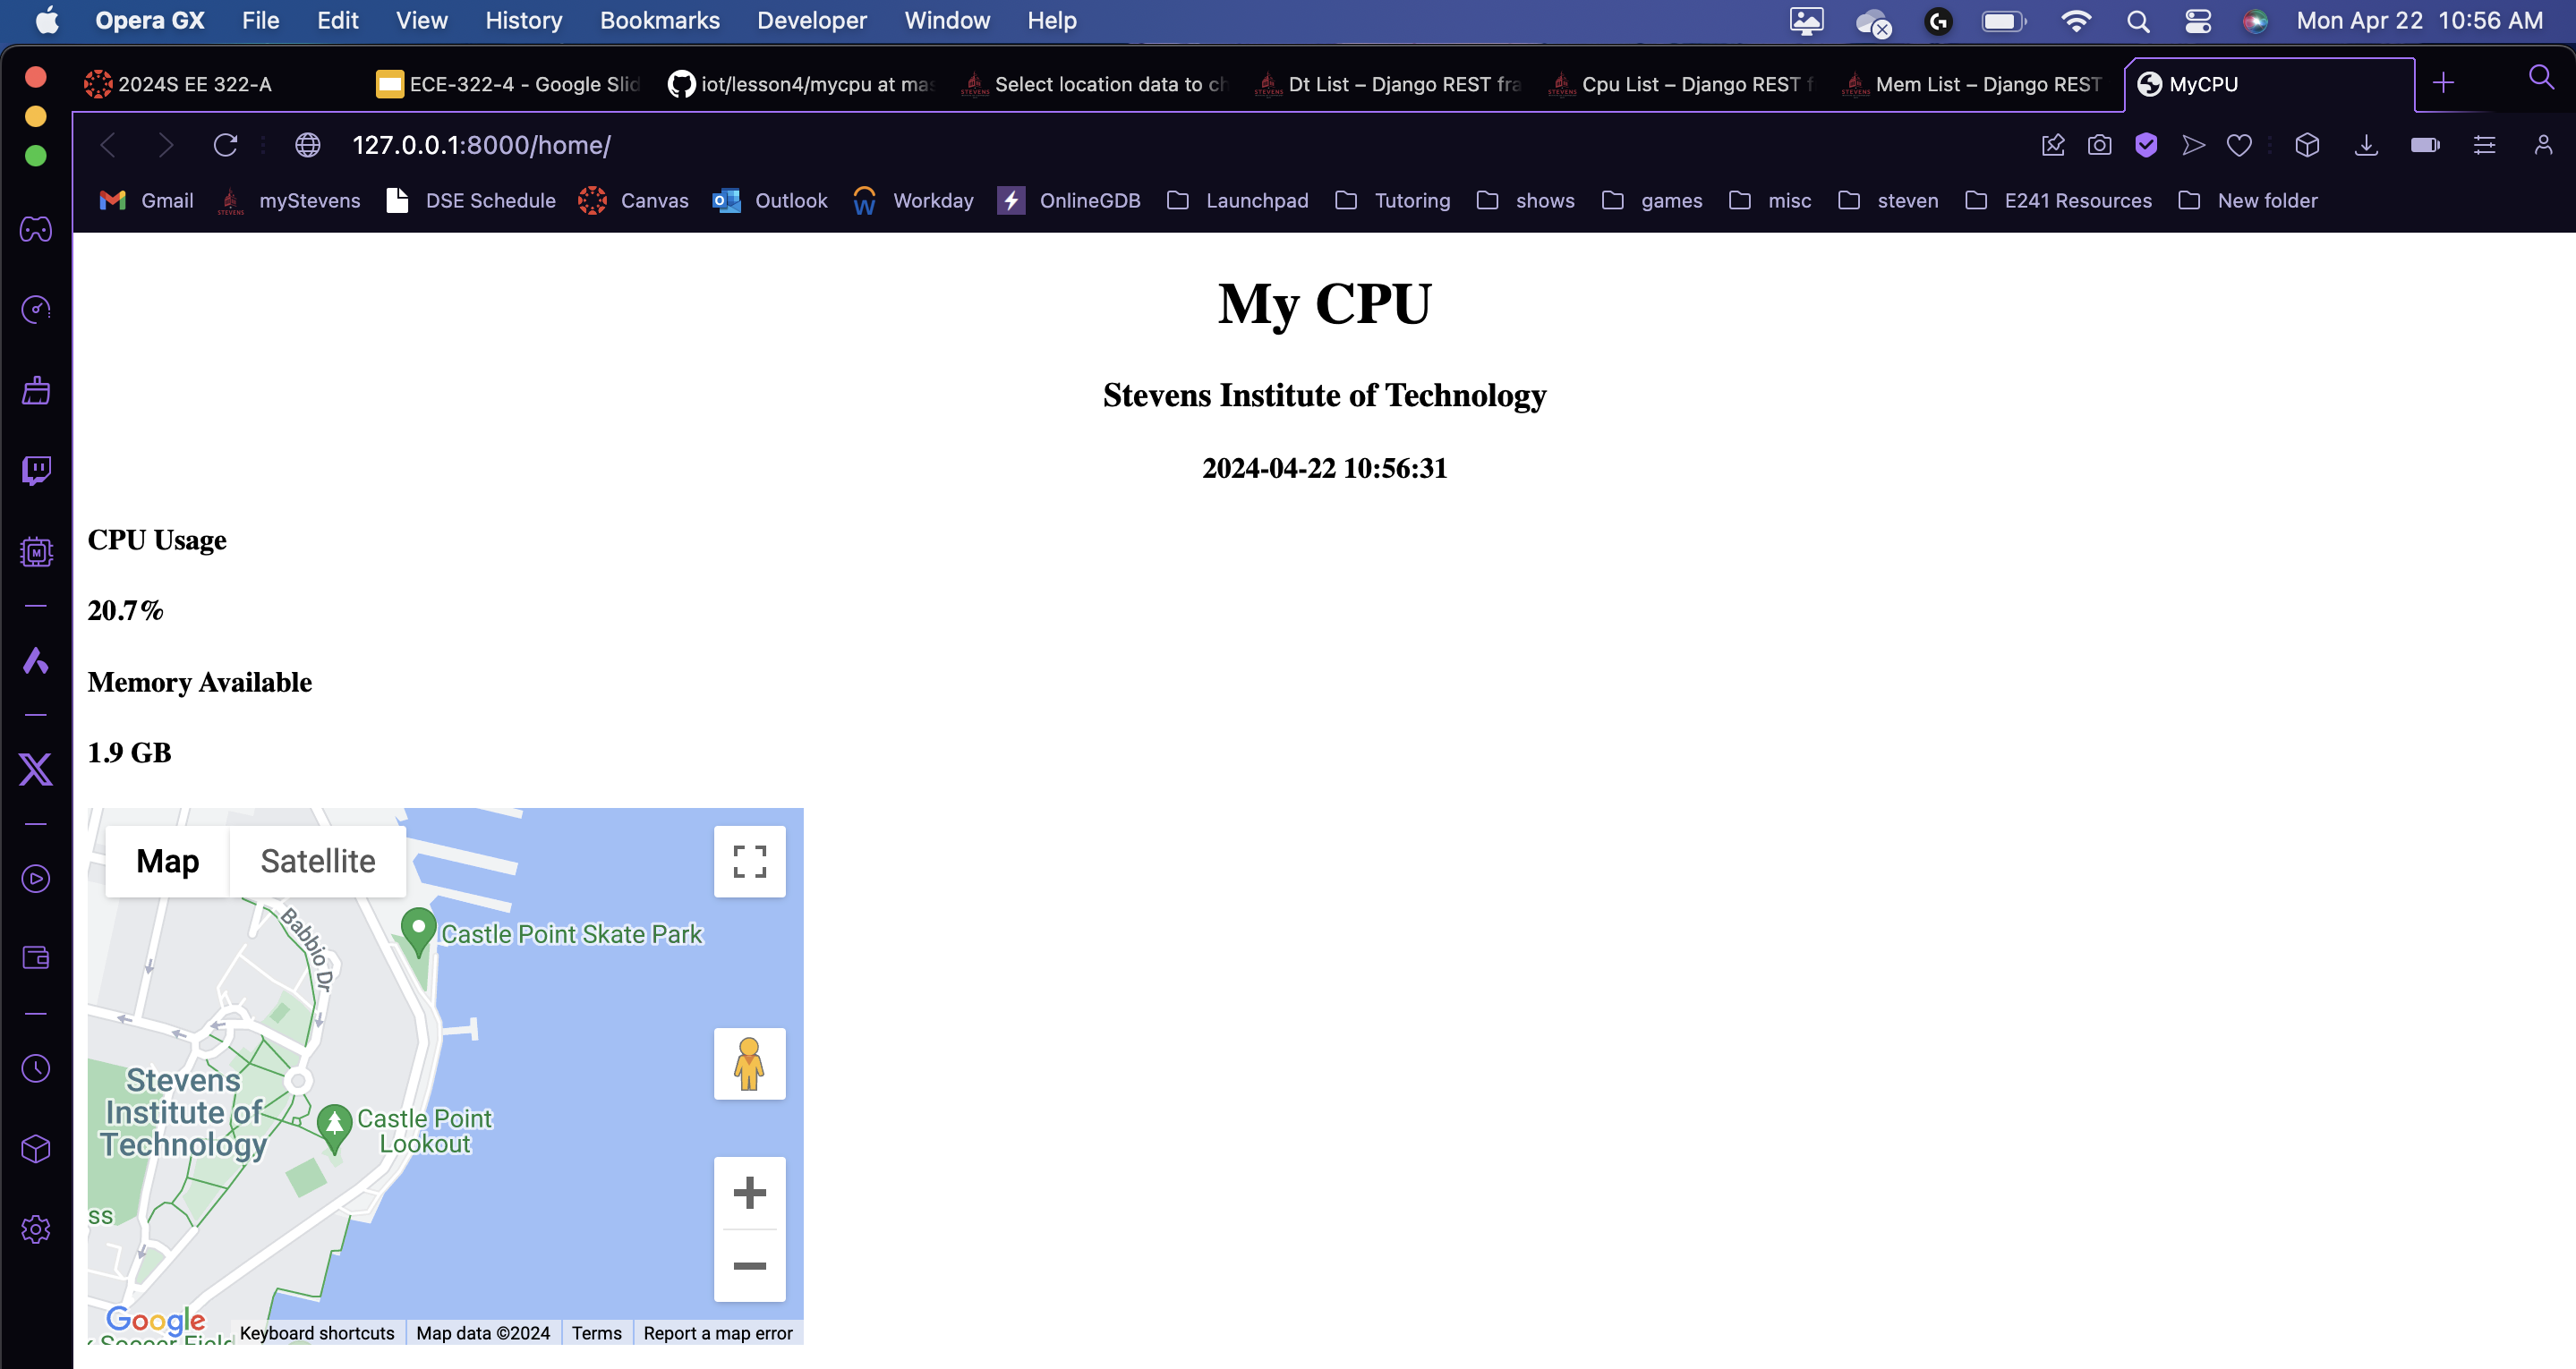 Opera GX File Edit View History Bookmarks Developer Window Help Mon Apr 22 10:56 AM
2024S EE 322-A ECE-322-4 - Google Slid iot/lesson4/mycpu at mas Select location data to ch Dt List – Django REST fra Cpu List – Django REST f Mem List – Django REST MyCPU
127.0.0.1:8000/home/
Gmail myStevens DSE Schedule Canvas Outlook Workday OnlineGDB Launchpad Tutoring shows games misc steven E241 Resources New folder
My CPU
Stevens Institute of Technology
2024-04-22 10:56:31
CPU Usage
20.7%
Memory Available
1.9 GB
Map Satellite
Babbio Dr
Castle Point Skate Park
Stevens
Institute of
Technology
Castle Point
Lookout
ss
Google
Soccer Field
Keyboard shortcuts Map data ©2024 Terms Report a map error